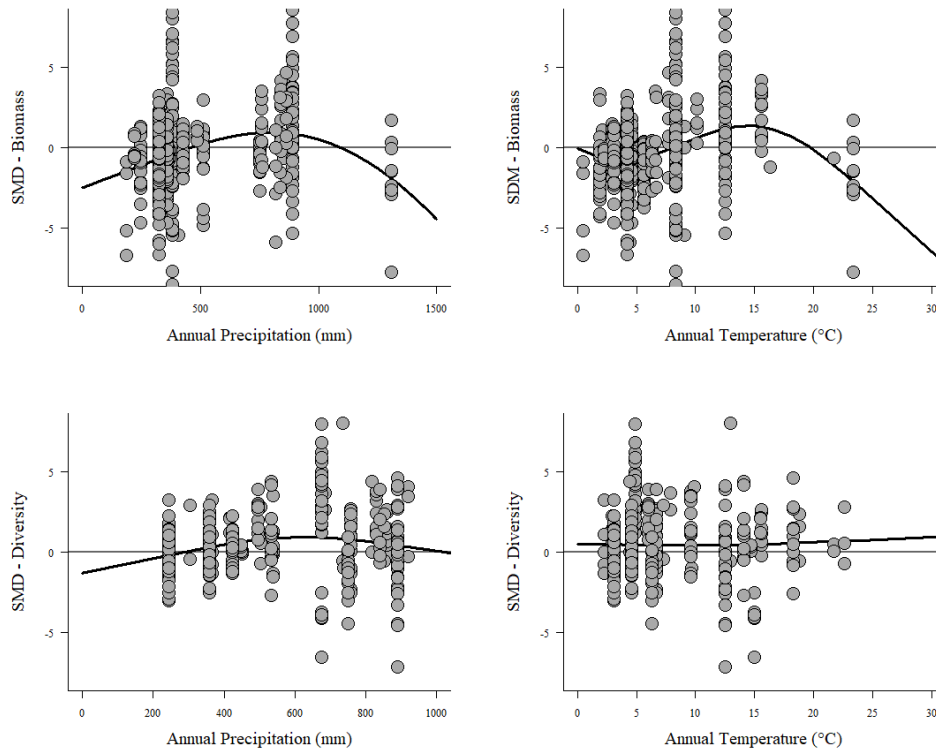 SMD - Biomass
5
0
-5
0 500 1000 1500
Annual Precipitation (mm)
SDM - Biomass
5
0
-5
0 5 10 15 20 25 30
Annual Temperature (°C)
SMD - Diversity
5
0
-5
0 200 400 600 800 1000
Annual Precipitation (mm)
SMD - Diversity
5
0
-5
0 5 10 15 20 25 30
Annual Temperature (°C)